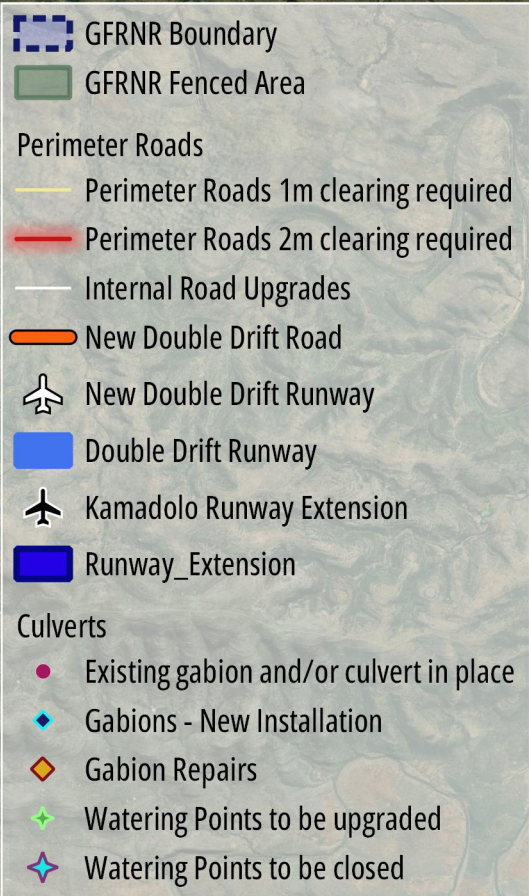 GFRNR Boundary
GFRNR Fenced Area
Perimeter Roads
Perimeter Roads 1m clearing required
Perimeter Roads 2m clearing required
Internal Road Upgrades
New Double Drift Road
New Double Drift Runway
Double Drift Runway
Kamadolo Runway Extension
Runway_Extension
Culverts
Existing gabion and/or culvert in place
Gabions - New Installation
Gabion Repairs
Watering Points to be upgraded
Watering Points to be closed